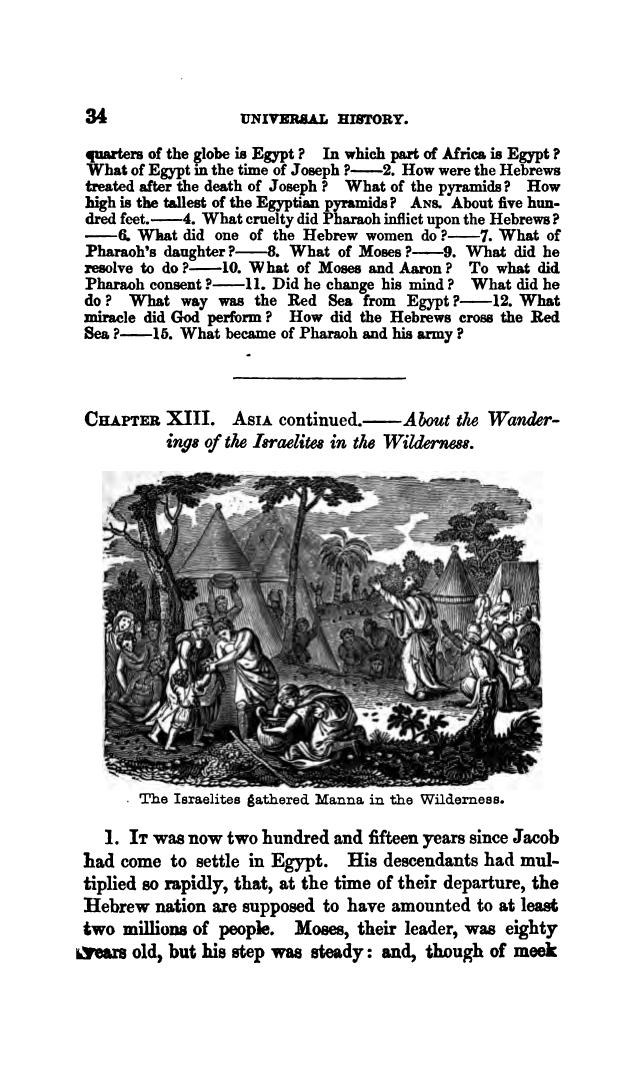 34 UNIVERSAL HISTORY.
quarters of the globe is Egypt? In which part of Africa is Egypt?
What of Egypt in the time of Joseph?——2. How were the Hebrews
treated after the death of Joseph? What of the pyramids? How
high is the tallest of the Egyptian pyramids? ANS. About five hun-
dred feet.——4. What cruelty did Pharaoh inflict upon the Hebrews?
——6. What did one of the Hebrew women do?——7. What of
Pharaoh's daughter?——8. What of Moses?——9. What did he
resolve to do?——10. What of Moses and Aaron? To what did
Pharaoh consent?——11. Did he change his mind? What did he
do? What way was the Red Sea from Egypt?——12. What
miracle did God perform? How did the Hebrews cross the Red
Sea?——15. What became of Pharaoh and his army?
CHAPTER XIII. ASIA continued.——About the Wander-
ings of the Israelites in the Wilderness.
The Israelites gathered Manna in the Wilderness.
1. IT was now two hundred and fifteen years since Jacob
had come to settle in Egypt. His descendants had mul-
tiplied so rapidly, that, at the time of their departure, the
Hebrew nation are supposed to have amounted to at least
two millions of people. Moses, their leader, was eighty
years old, but his step was steady: and, though of meek